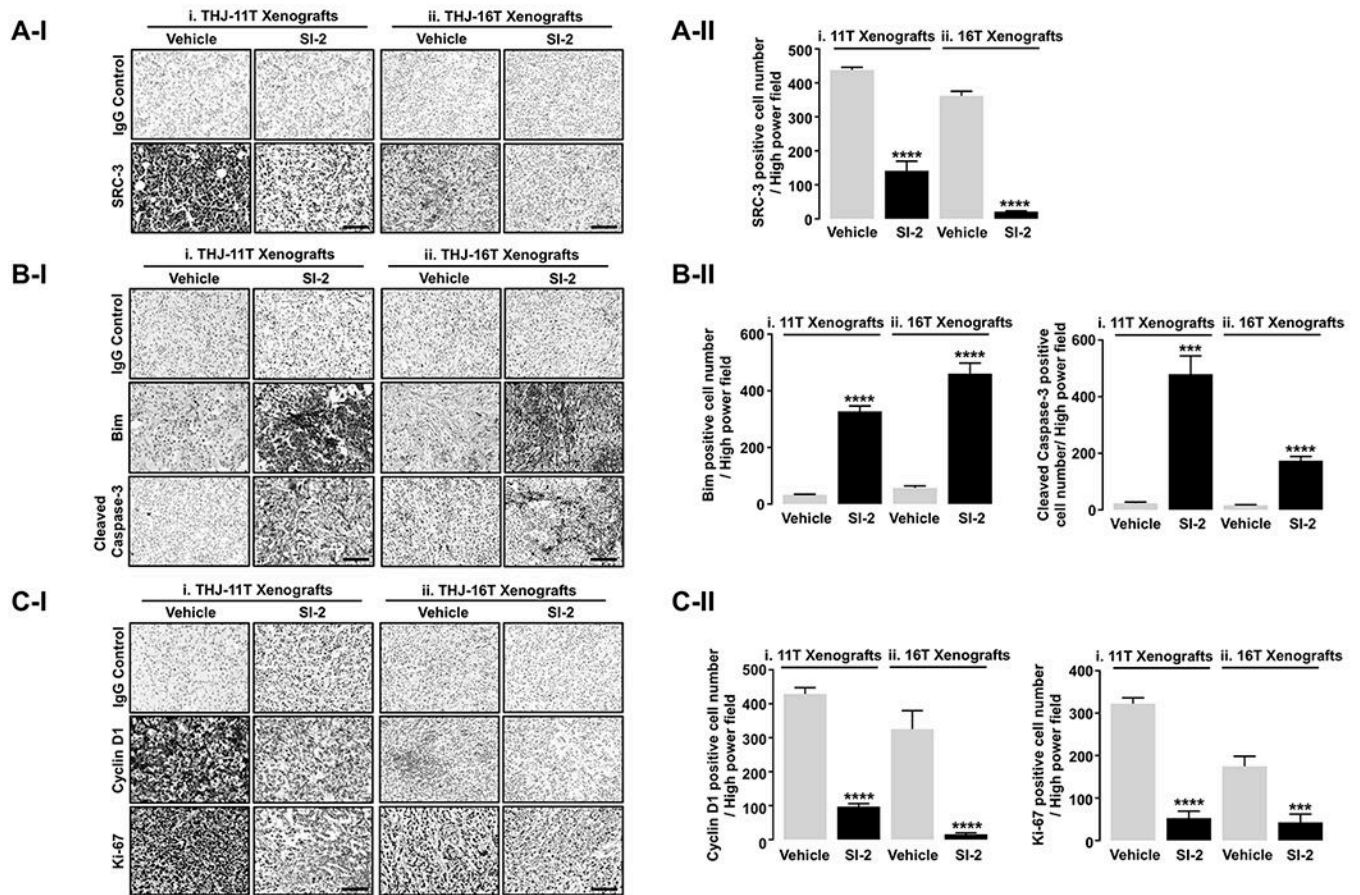 A-I
i. THJ-11T Xenografts
ii. THJ-16T Xenografts
Vehicle
SI-2
Vehicle
SI-2
IgG Control
SRC-3
A-II
i. 11T Xenografts
ii. 16T Xenografts
SRC-3 positive cell number
/ High power field
500
400
300
200
100
0
****
****
Vehicle
SI-2
Vehicle
SI-2
B-I
i. THJ-11T Xenografts
ii. THJ-16T Xenografts
Vehicle
SI-2
Vehicle
SI-2
IgG Control
Bim
Cleaved
Caspase-3
B-II
i. 11T Xenografts
ii. 16T Xenografts
Bim positive cell number
/ High power field
600
400
200
0
****
****
Vehicle
SI-2
Vehicle
SI-2
i. 11T Xenografts
ii. 16T Xenografts
Cleaved Caspase-3 positive
cell number/ High power field
600
400
200
0
***
****
Vehicle
SI-2
Vehicle
SI-2
C-I
i. THJ-11T Xenografts
ii. THJ-16T Xenografts
Vehicle
SI-2
Vehicle
SI-2
IgG Control
Cyclin D1
Ki-67
C-II
i. 11T Xenografts
ii. 16T Xenografts
Cyclin D1 positive cell number
/ High power field
500
400
300
200
100
0
****
****
Vehicle
SI-2
Vehicle
SI-2
i. 11T Xenografts
ii. 16T Xenografts
Ki-67 positive cell number
/ High power field
400
300
200
100
0
****
***
Vehicle
SI-2
Vehicle
SI-2